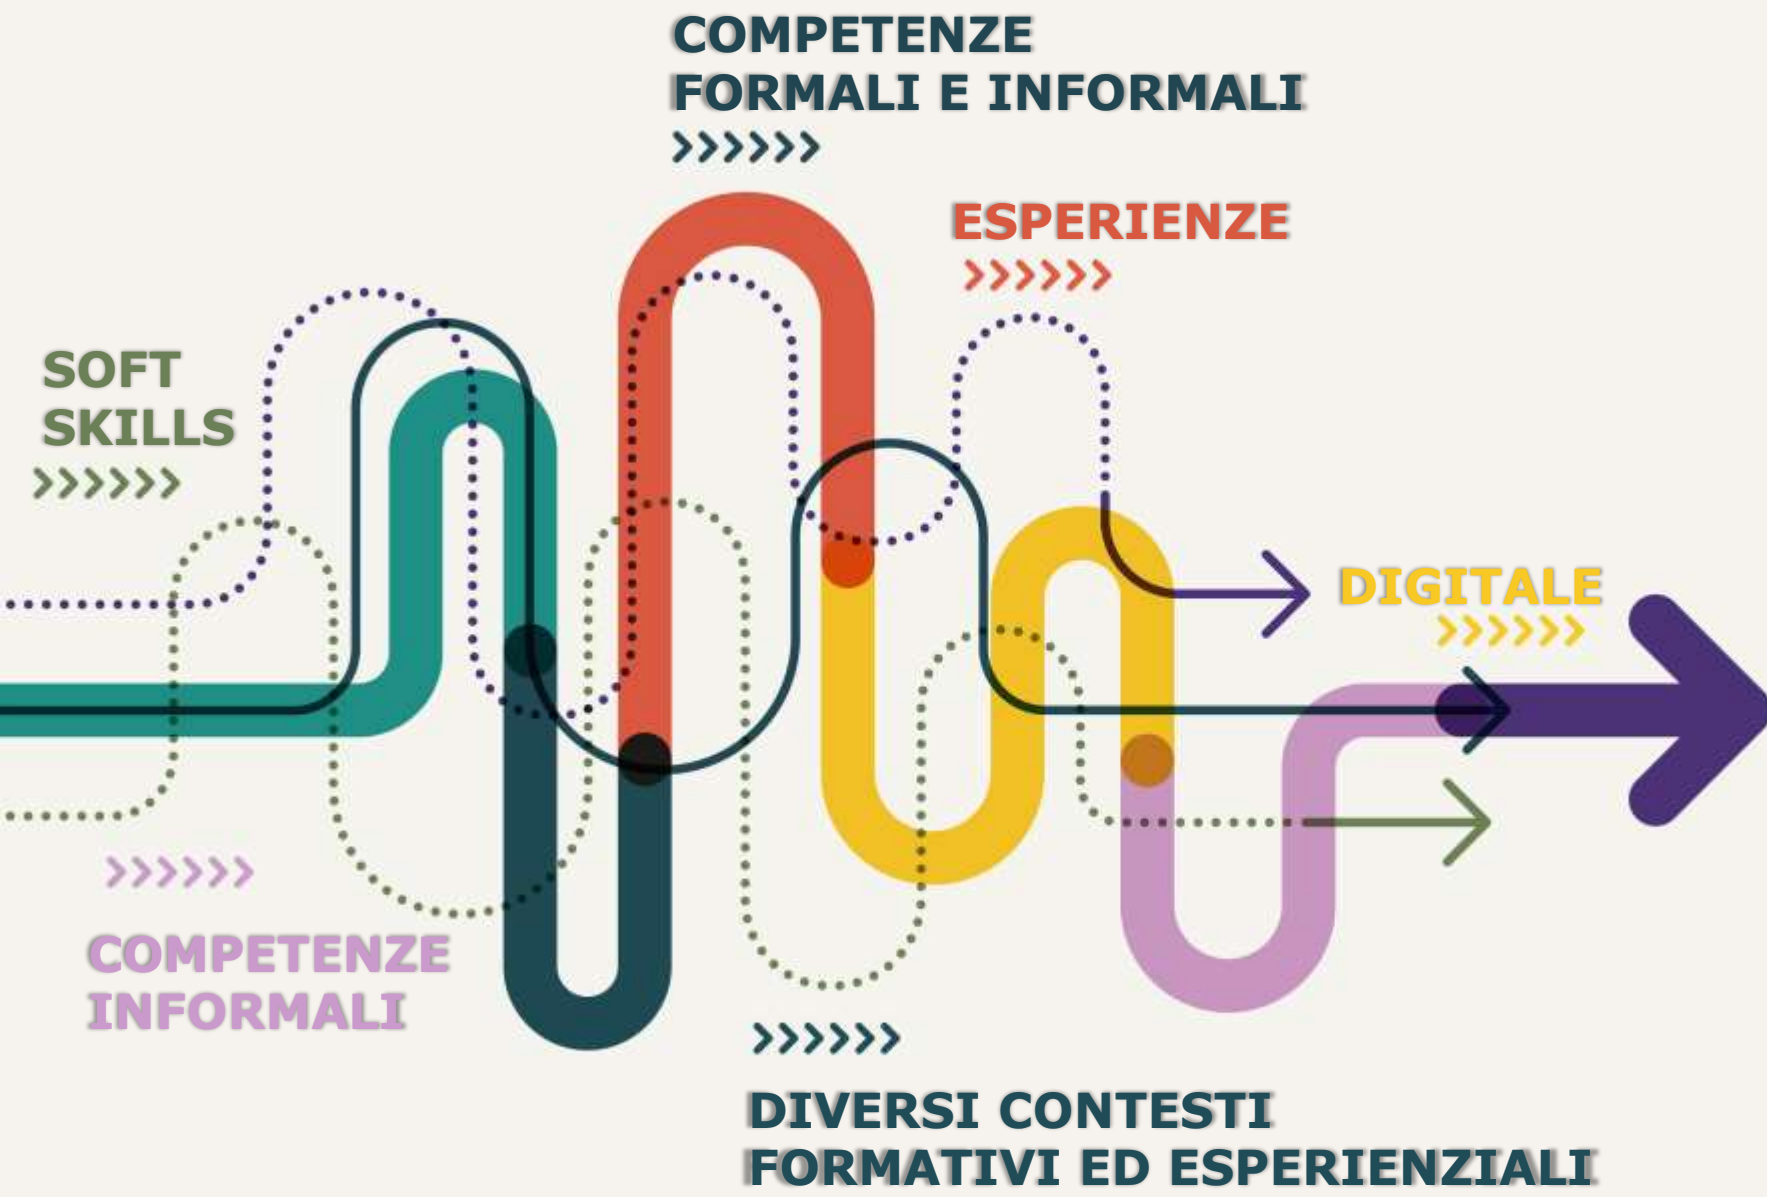 COMPETENZE
FORMALI E INFORMALI
ESPERIENZE
SOFT
SKILLS
DIGITALE
COMPETENZE
INFORMALI
DIVERSI CONTESTI
FORMATIVI ED ESPERIENZIALI